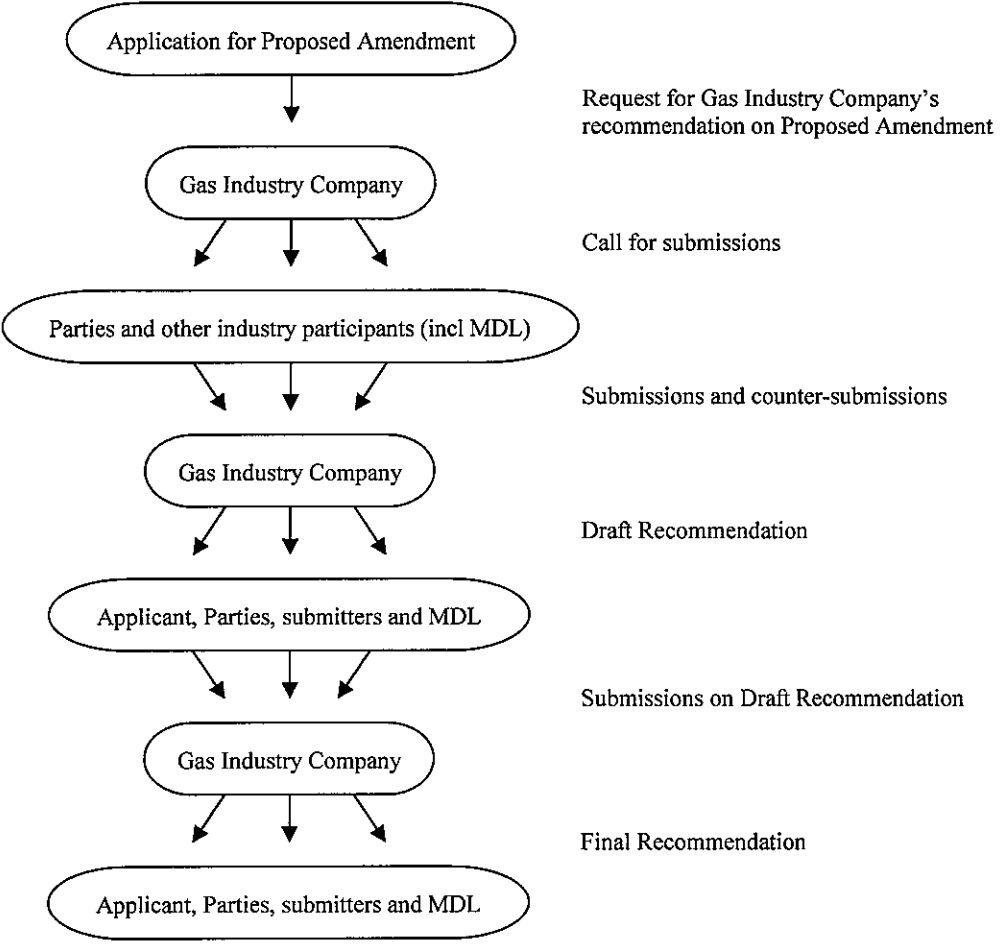 Application for Proposed Amendment
Request for Gas Industry Company's
recommendation on Proposed Amendment
Gas Industry Company
Call for submissions
Parties and other industry participants (incl MDL)
Submissions and counter-submissions
Gas Industry Company
Draft Recommendation
Applicant, Parties, submitters and MDL
Submissions on Draft Recommendation
Gas Industry Company
Final Recommendation
Applicant, Parties, submitters and MDL